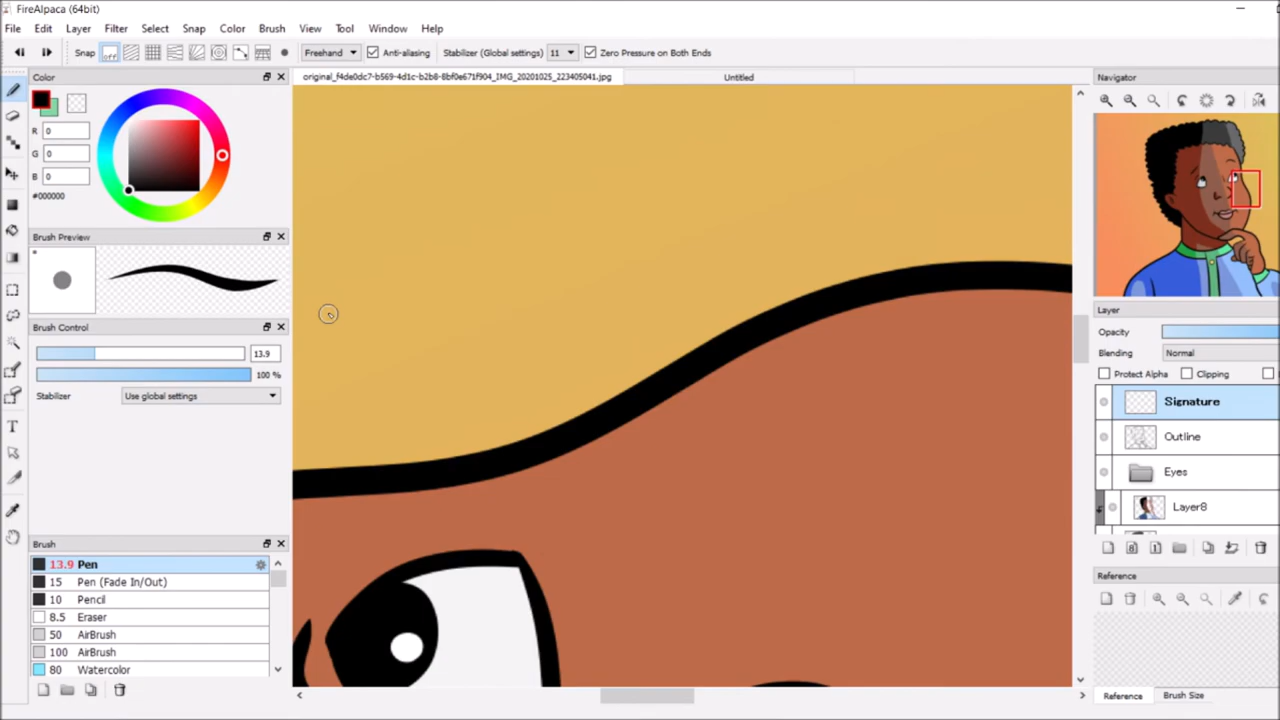 FireAlpaca (64bit)
File Edit Layer Filter Select Snap Color Brush View Tool Window Help
Snap off Freehand Anti-aliasing Stabilizer (Global settings) 11 Zero Pressure on Both Ends
Color
original_f4de0dc7-b569-4d1c-b2b8-8bf0e671f904_IMG_20201025_223405041.jpg
Untitled
Navigator
R 0
G 0
B 0
#000000
Brush Preview
Brush Control
13.9
100 %
Stabilizer Use global settings
Brush
13.9 Pen
15 Pen (Fade In/Out)
10 Pencil
8.5 Eraser
50 AirBrush
100 AirBrush
80 Watercolor
Layer
Opacity
Blending Normal
Protect Alpha Clipping
Signature
Outline
Eyes
Layer8
8 1
Reference
Reference Brush Size